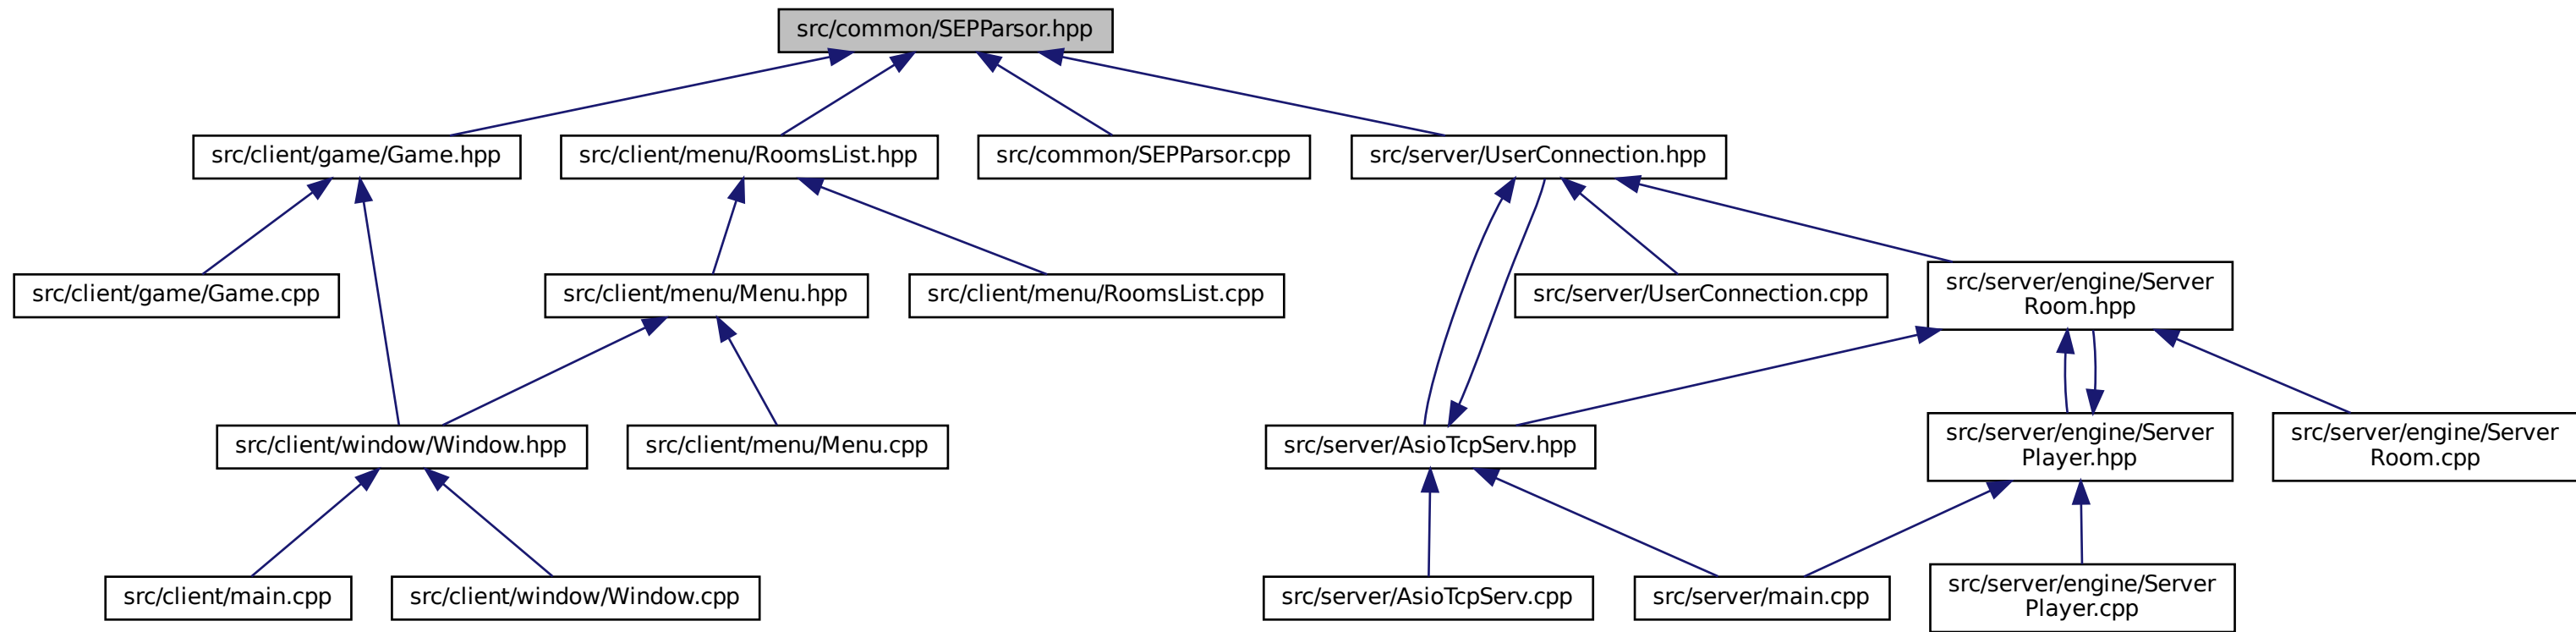 src/common/SEPParsor.hpp
src/client/game/Game.hpp
src/client/menu/RoomsList.hpp
src/common/SEPParsor.cpp
src/server/UserConnection.hpp
src/client/game/Game.cpp
src/client/menu/Menu.hpp
src/client/menu/RoomsList.cpp
src/server/UserConnection.cpp
src/server/engine/Server
Room.hpp
src/client/window/Window.hpp
src/client/menu/Menu.cpp
src/server/AsioTcpServ.hpp
src/server/engine/Server
Player.hpp
src/server/engine/Server
Room.cpp
src/client/main.cpp
src/client/window/Window.cpp
src/server/AsioTcpServ.cpp
src/server/main.cpp
src/server/engine/Server
Player.cpp